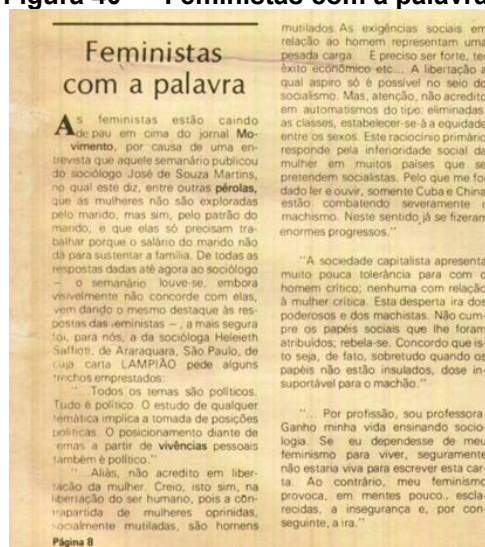 Figura 40 – Feministas com a palavra
Feministas
com a palavra
As feministas estão caindo
de pau em cima do jornal Mo-
vimento, por causa de uma en-
trevista que aquele semanário publicou
do sociólogo José de Souza Martins,
no qual este diz, entre outras pérolas,
que as mulheres não são exploradas
pelo marido, mas sim, pelo patrão do
marido; e que elas só precisam tra-
balhar porque o salário do marido não
dá para sustentar a família. De todas as
respostas dadas até agora ao sociólogo
— o semanário louve-se, embora
visivelmente não concorde com elas,
vem dando o mesmo destaque às res-
postas das feministas —, a mais segura
foi, para nós, a da socióloga Heleieth
Saffioti, de Araraquara, São Paulo, de
cuja carta LAMPIÃO pede alguns
trechos emprestados:
"...Todos os temas são políticos.
Tudo é político. O estudo de qualquer
temática implica a tomada de posições
políticas. O posicionamento diante de
temas a partir de vivências pessoais
também é político."
" Aliás, não acredito em liber-
tação da mulher. Creio, isto sim, na
libertação do ser humano, pois a con-
trapartida de mulheres oprinidas,
socialmente mutiladas, são homens
Página 8
mutilados As exigências sociais em
relação ao homem representam uma
pesada carga É preciso ser forte, ter
êxito econômico etc... A libertação a
qual aspiro só é possível no seio do
socialismo. Mas, atenção, não acredito
em automatismos do tipo: eliminadas
as classes, estabelecer-se-á a equidade
entre os sexos. Este raciocínio primário
responde pela inferioridade social da
mulher em muitos países que se
pretendem socialistas. Pelo que me foi
dado ler e ouvir, somente Cuba e China
estão combatendo severamente o
machismo. Neste sentido já se fizeram
enormes progressos."
"A sociedade capitalista apresenta
muito pouca tolerância para com o
homem crítico; nenhuma com relação
à mulher crítica. Esta desperta ira dos
poderosos e dos machistas. Não cum-
pre os papéis sociais que lhe foram
atribuídos; rebela-se. Concordo que is-
to seja, de fato, sobretudo quando os
papéis não estão insulados, dose in-
suportável para o machão."
"... Por profissão, sou professora.
Ganho minha vida ensinando socio-
logia. Se eu dependesse de meu
feminismo para viver, seguramente
não estaria viva para escrever esta car-
ta. Ao contrário, meu feminismo
provoca, em mentes pouco.. escla-
recidas, a insegurança e, por con-
seguinte, a ira."